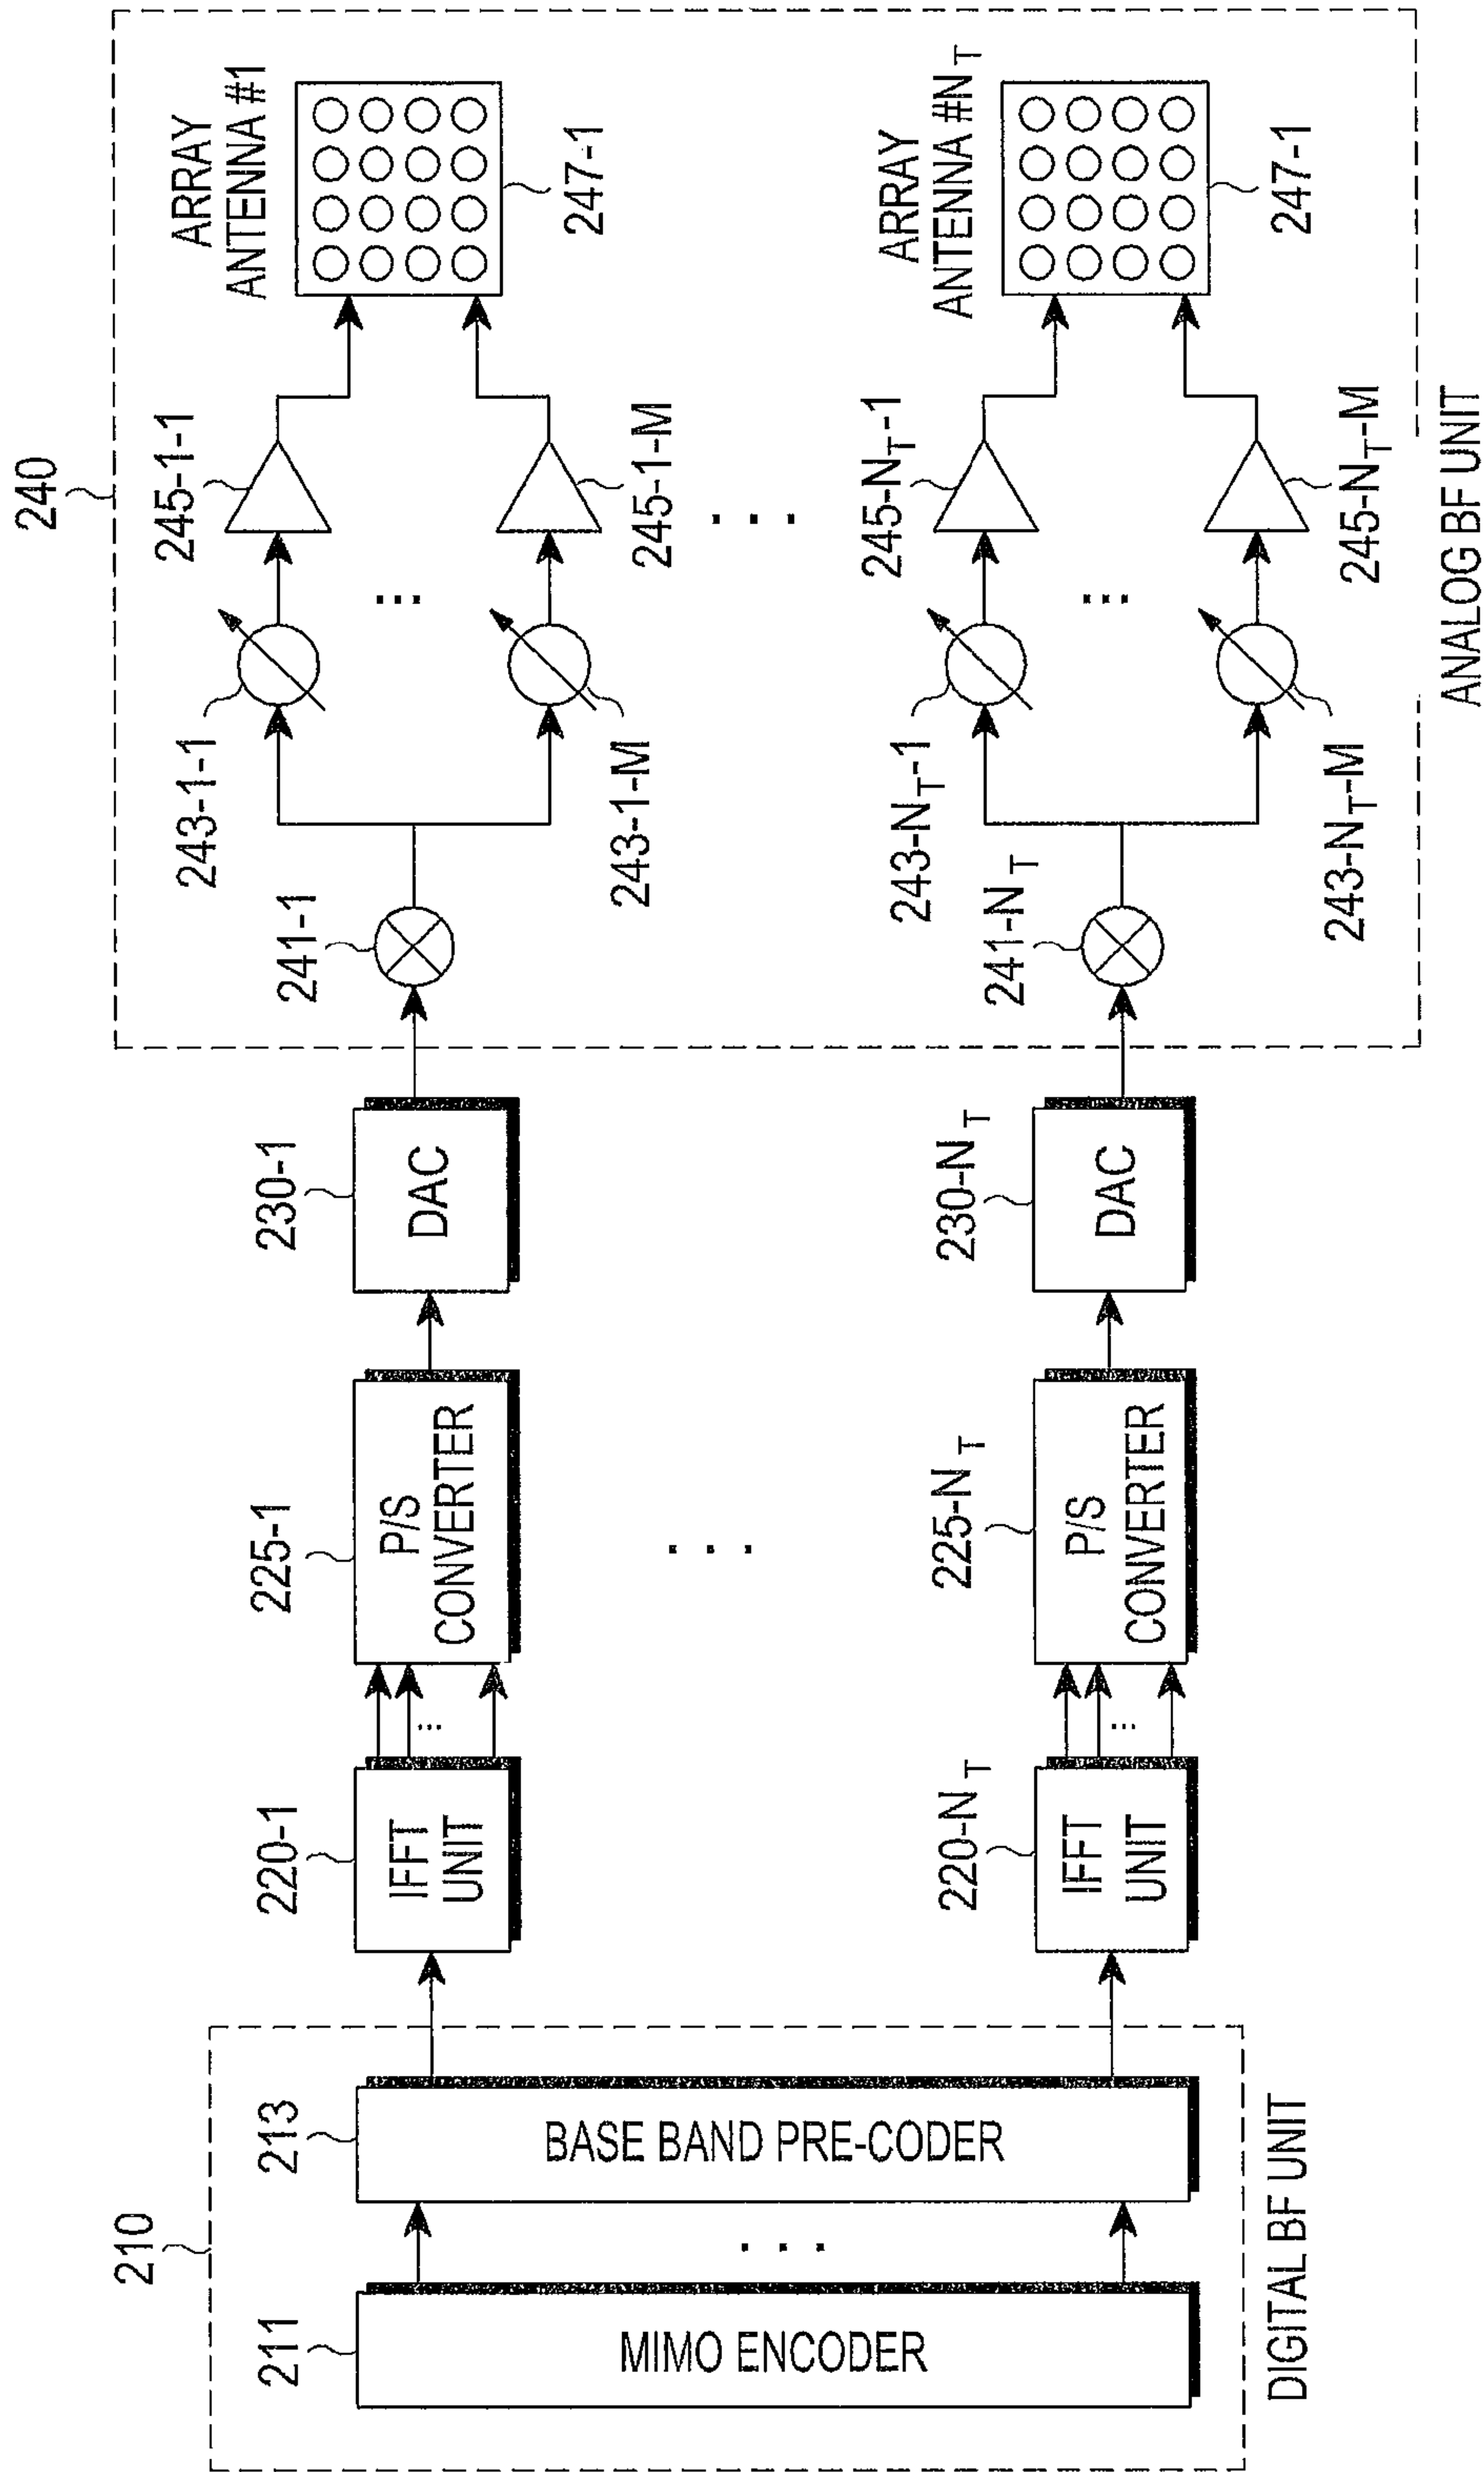 210
211
MIMO ENCODER
213
BASE BAND PRE-CODER
. . .
DIGITAL BF UNIT
220-1
IFFT
UNIT
...
225-1
P/S
CONVERTER
230-1
DAC
. . .
220-N_T
IFFT
UNIT
...
225-N_T
P/S
CONVERTER
230-N_T
DAC
240
241-1
243-1-1
245-1-1
...
243-1-M
245-1-M
ARRAY
ANTENNA #1
247-1
. . .
241-N_T
243-N_T-1
245-N_T-1
...
243-N_T-M
245-N_T-M
ARRAY
ANTENNA #N_T
247-1
ANALOG BF UNIT